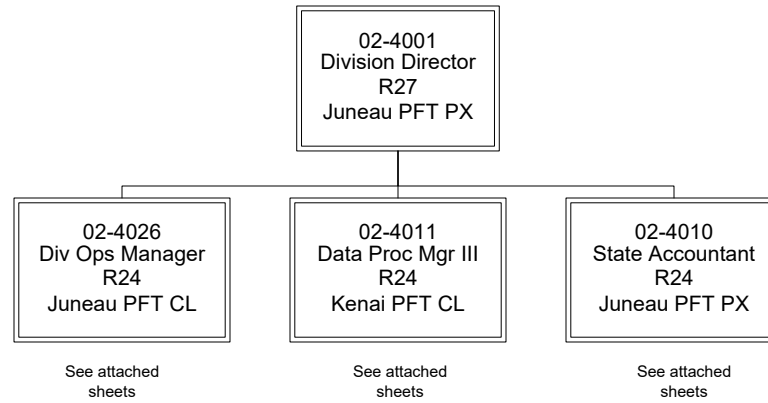 02-4001
Division Director
R27
Juneau PFT PX
02-4026
Div Ops Manager
R24
Juneau PFT CL
02-4011
Data Proc Mgr III
R24
Kenai PFT CL
02-4010
State Accountant
R24
Juneau PFT PX
See attached
sheets
See attached
sheets
See attached
sheets